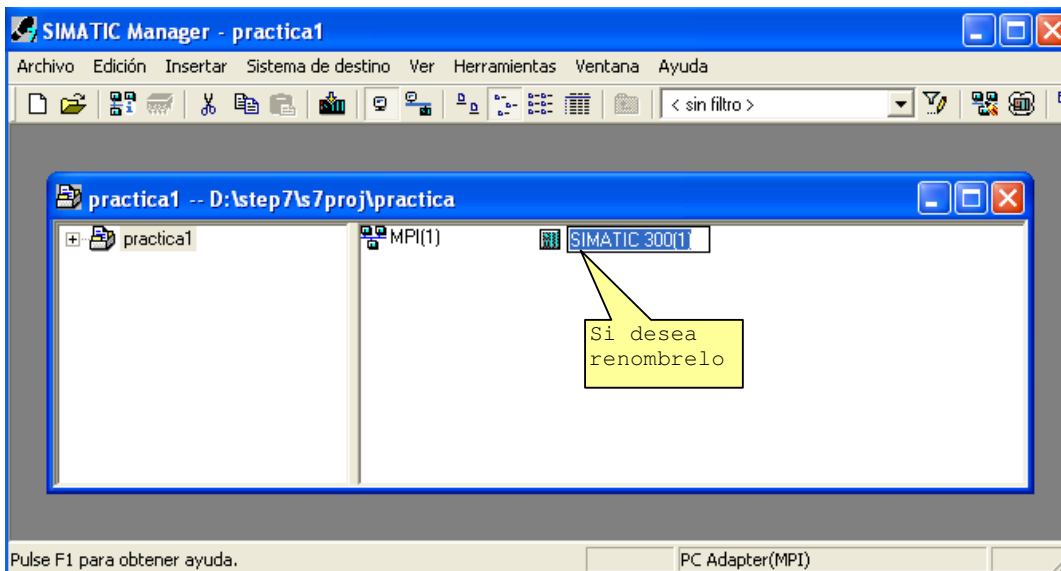 SIMATIC Manager - practica1
Archivo Edición Insertar Sistema de destino Ver Herramientas Ventana Ayuda
< sin filtro >
practica1 -- D:\step7\s7proj\practica
practica1
MPI(1)
SIMATIC 300(1)
Si desea
renombrelo
Pulse F1 para obtener ayuda.
PC Adapter(MPI)